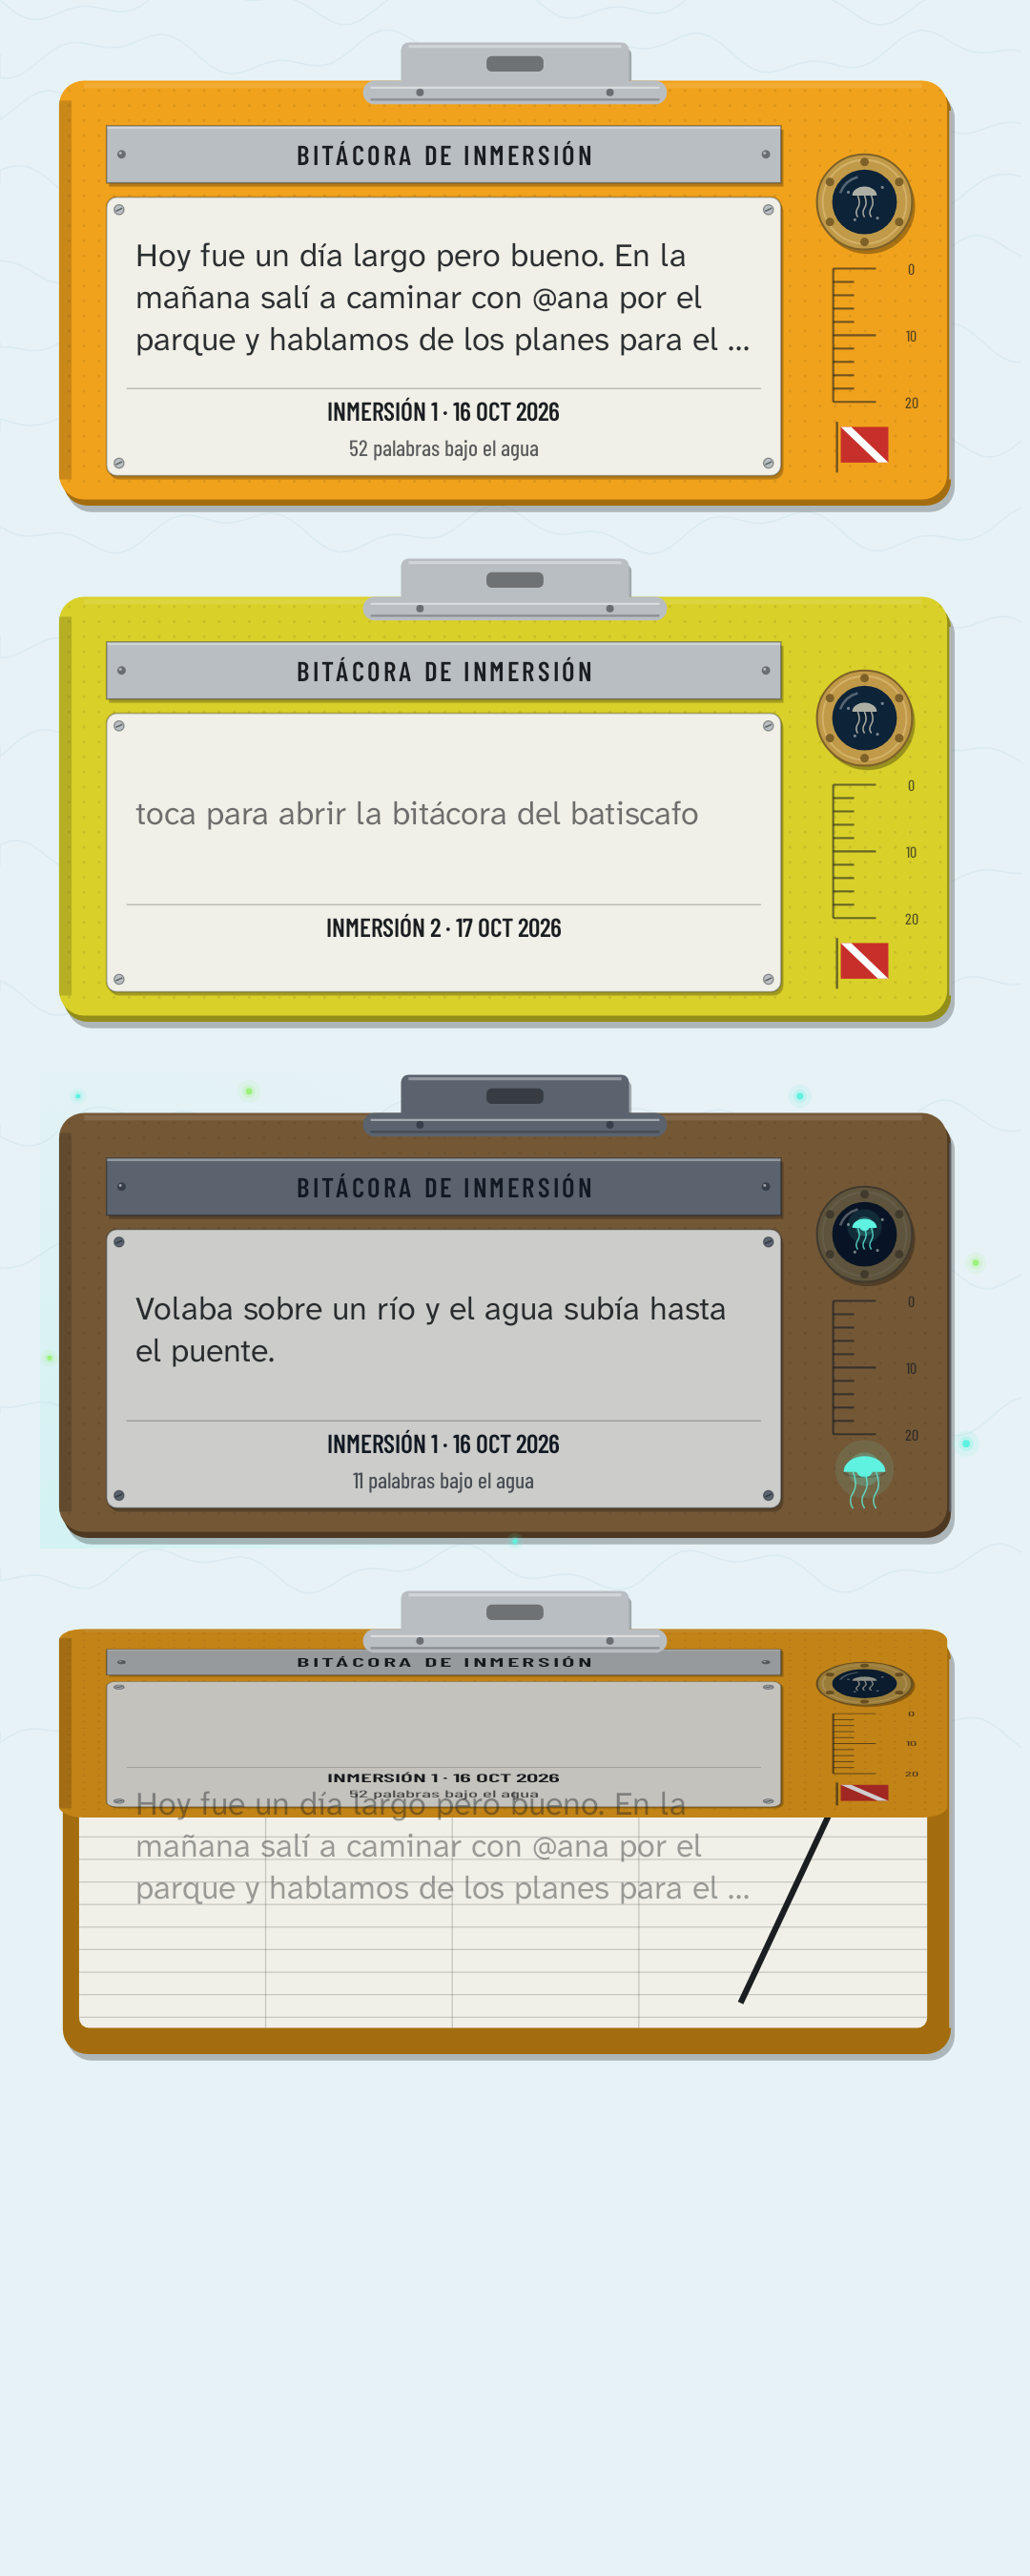 BITÁCORA DE INMERSIÓN
Hoy fue un día largo pero bueno. En la
mañana salí a caminar con @ana por el
parque y hablamos de los planes para el ...
INMERSIÓN 1 · 16 OCT 2026
52 palabras bajo el agua
0
10
20
BITÁCORA DE INMERSIÓN
toca para abrir la bitácora del batiscafo
INMERSIÓN 2 · 17 OCT 2026
0
10
20
BITÁCORA DE INMERSIÓN
Volaba sobre un río y el agua subía hasta
el puente.
INMERSIÓN 1 · 16 OCT 2026
11 palabras bajo el agua
0
10
20
BITÁCORA DE INMERSIÓN
INMERSIÓN 1 · 16 OCT 2026
52 palabras bajo el agua
Hoy fue un día largo pero bueno. En la
mañana salí a caminar con @ana por el
parque y hablamos de los planes para el ...
0
10
20